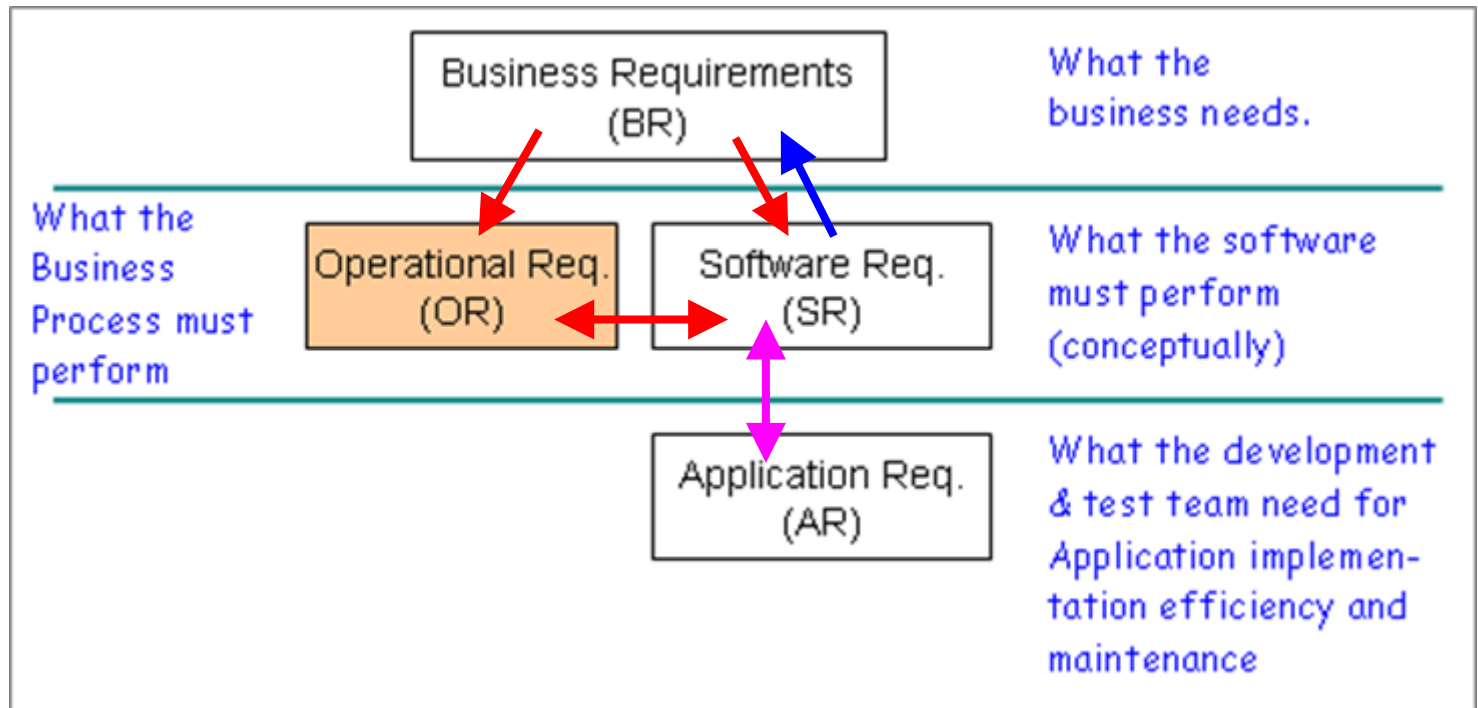 Business Requirements
(BR)
What the
business needs.
What the
Business
Process must
perform
Operational Req.
(OR)
Software Req.
(SR)
What the software
must perform
(conceptually)
Application Req.
(AR)
What the development
& test team need for
Application implemen-
tation efficiency and
maintenance